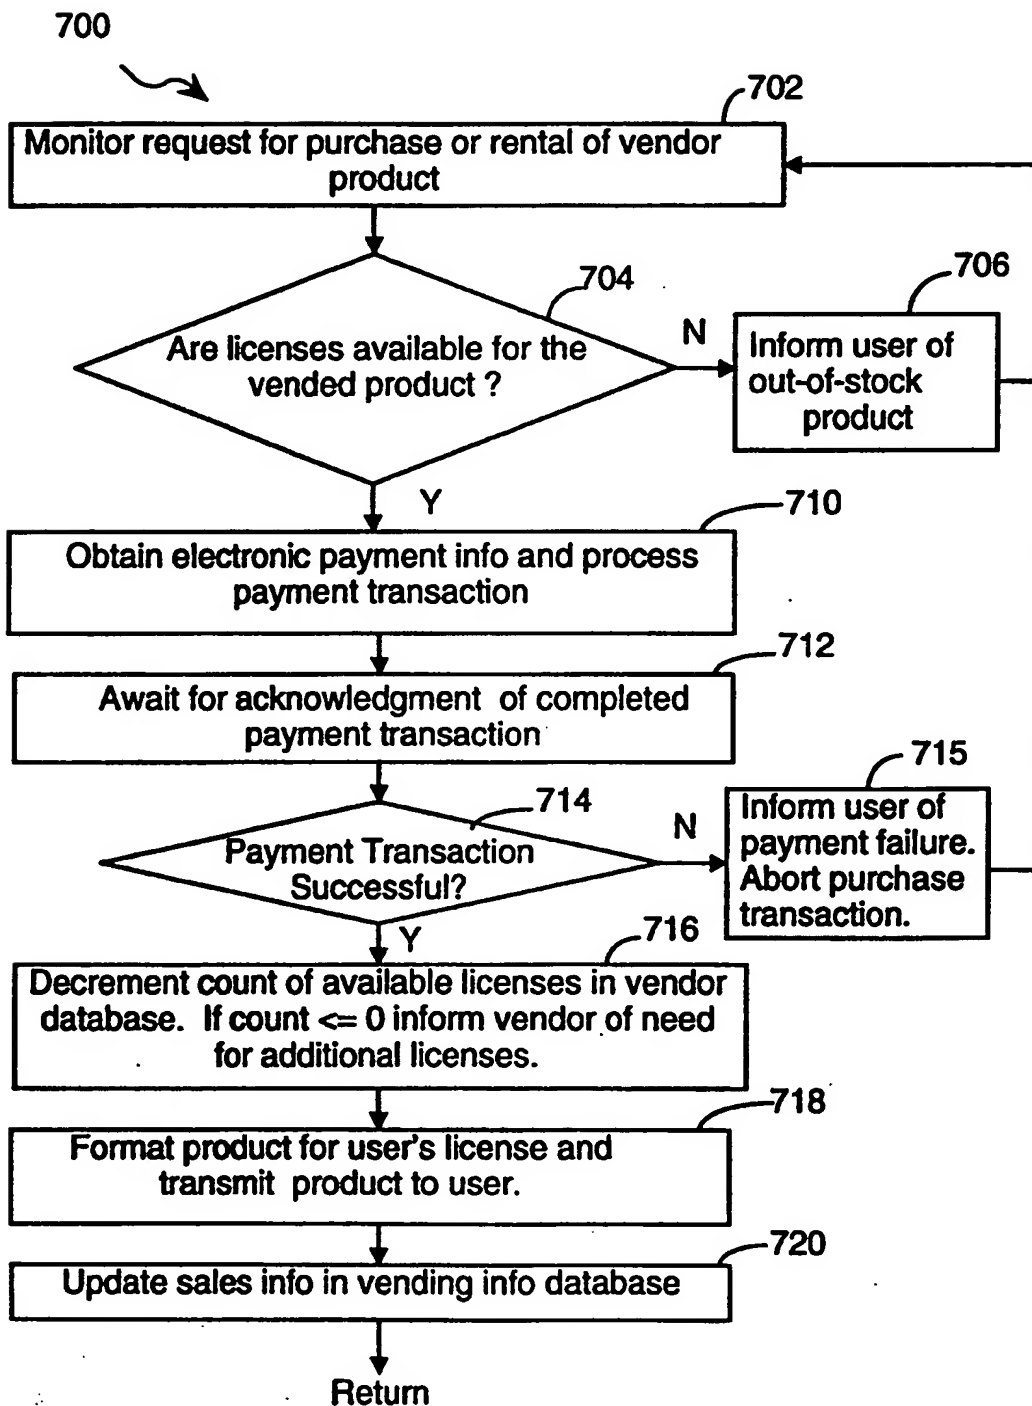 700
702
Monitor request for purchase or rental of vendor
product
704
706
Are licenses available for the
vended product ?
N
Inform user of
out-of-stock
product
Y
710
Obtain electronic payment info and process
payment transaction
712
Await for acknowledgment of completed
payment transaction
714
715
Payment Transaction
Successful?
N
Inform user of
payment failure.
Abort purchase
transaction.
Y
716
Decrement count of available licenses in vendor
database. If count <= 0 inform vendor of need
for additional licenses.
718
Format product for user's license and
transmit product to user.
720
Update sales info in vending info database
Return